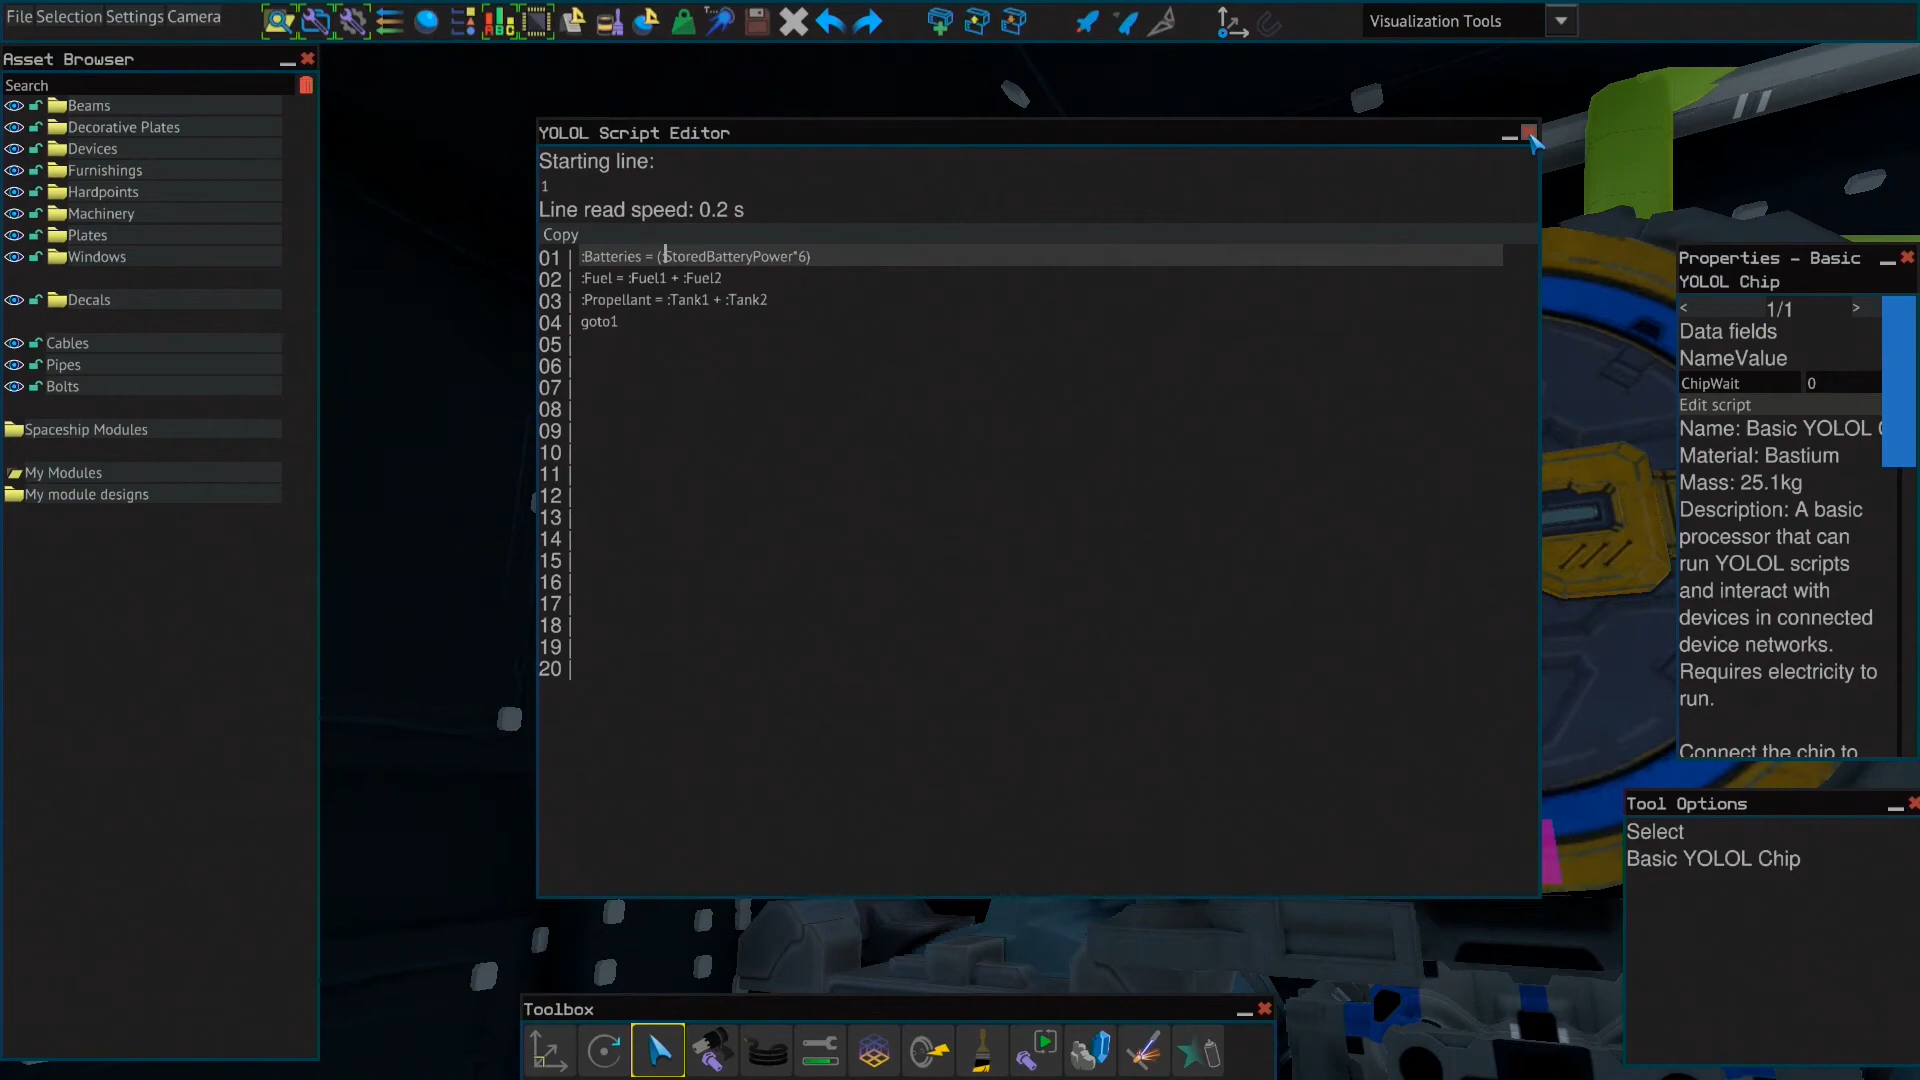 File Selection Settings Camera
Visualization Tools
Asset Browser
Search
Beams
Decorative Plates
Devices
Furnishings
Hardpoints
Machinery
Plates
Windows
Decals
Cables
Pipes
Bolts
Spaceship Modules
My Modules
My module designs
YOLOL Script Editor
Starting line:
1
Line read speed: 0.2 s
Copy
01 | :Batteries = (:StoredBatteryPower*6)
02 | :Fuel = :Fuel1 + :Fuel2
03 | :Propellant = :Tank1 + :Tank2
04 | goto1
05 |
06 |
07 |
08 |
09 |
10 |
11 |
12 |
13 |
14 |
15 |
16 |
17 |
18 |
19 |
20 |
Properties - Basic
YOLOL Chip
< 1/1 >
Data fields
NameValue
ChipWait 0
Edit script
Name: Basic YOLOL
Material: Bastium
Mass: 25.1kg
Description: A basic
processor that can
run YOLOL scripts
and interact with
devices in connected
device networks.
Requires electricity to
run.
Connect the chip to
Tool Options
Select
Basic YOLOL Chip
Toolbox